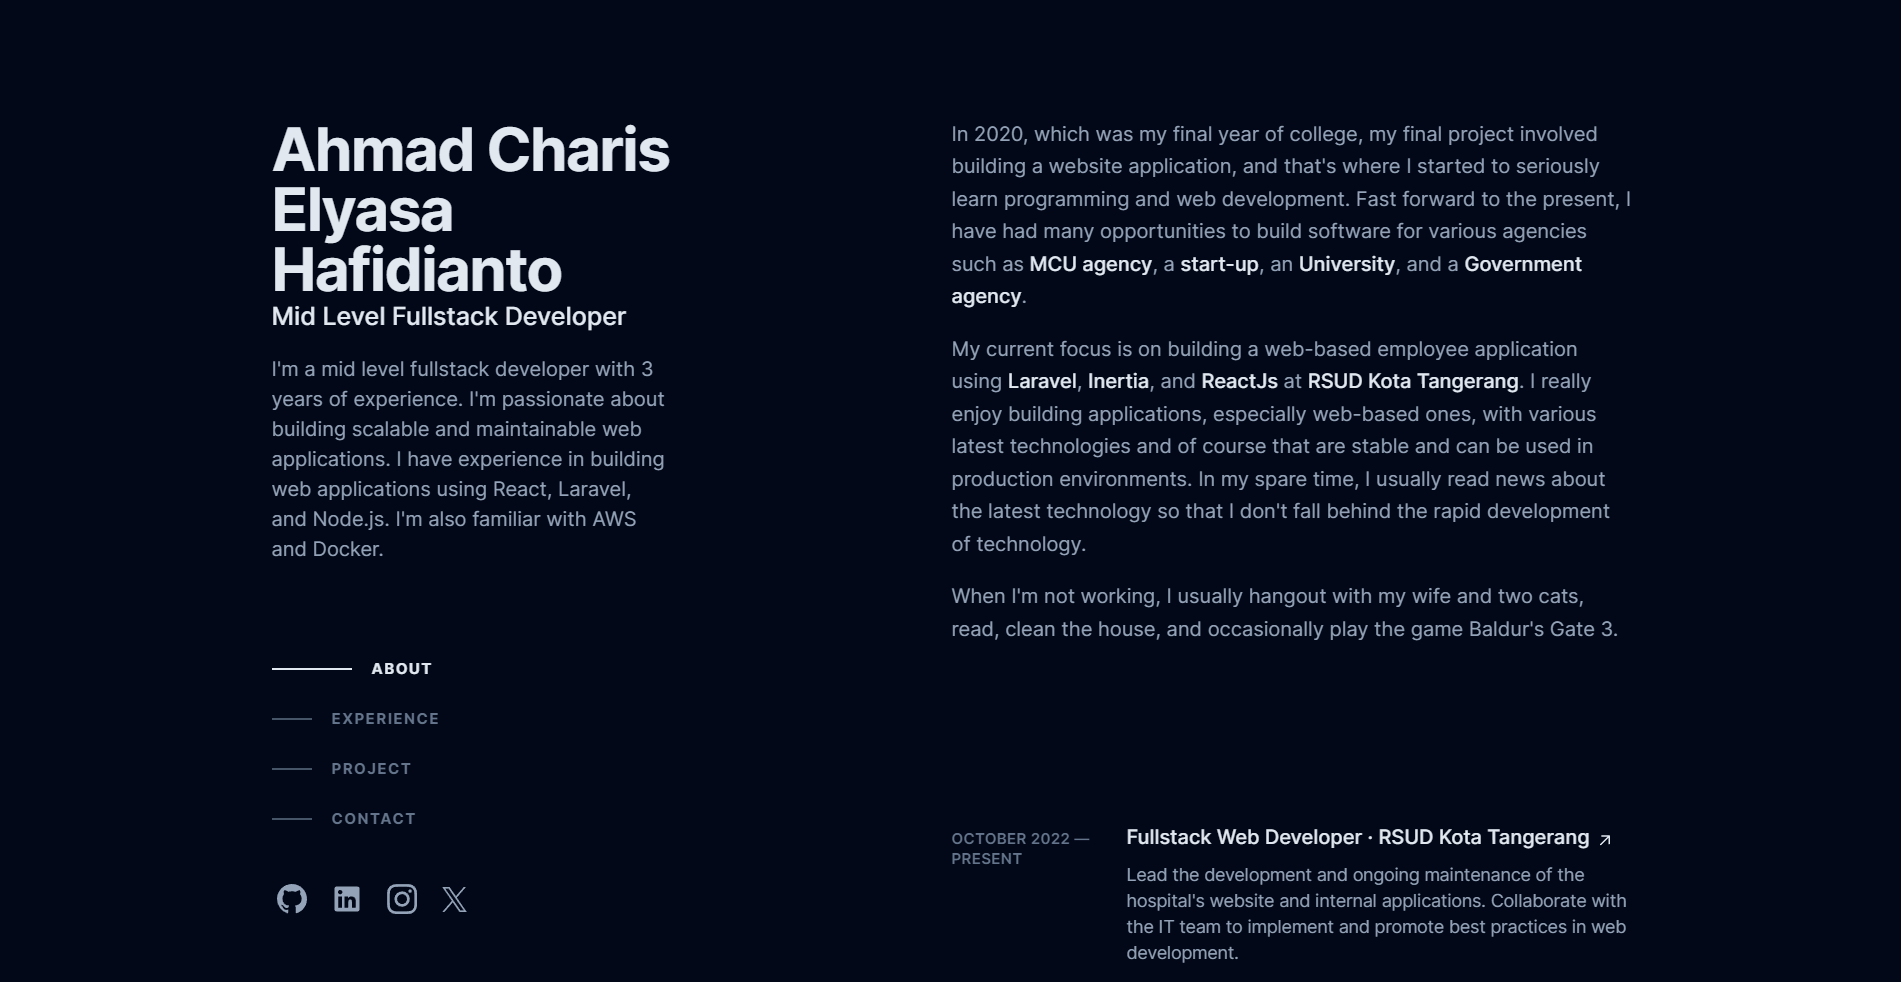 Ahmad Charis
Elyasa
Hafidianto
Mid Level Fullstack Developer
I'm a mid level fullstack developer with 3
years of experience. I'm passionate about
building scalable and maintainable web
applications. I have experience in building
web applications using React, Laravel,
and Node.js. I'm also familiar with AWS
and Docker.
ABOUT
EXPERIENCE
PROJECT
CONTACT
In 2020, which was my final year of college, my final project involved
building a website application, and that's where I started to seriously
learn programming and web development. Fast forward to the present, I
have had many opportunities to build software for various agencies
such as MCU agency, a start-up, an University, and a Government
agency.
My current focus is on building a web-based employee application
using Laravel, Inertia, and ReactJs at RSUD Kota Tangerang. I really
enjoy building applications, especially web-based ones, with various
latest technologies and of course that are stable and can be used in
production environments. In my spare time, I usually read news about
the latest technology so that I don't fall behind the rapid development
of technology.
When I'm not working, I usually hangout with my wife and two cats,
read, clean the house, and occasionally play the game Baldur's Gate 3.
OCTOBER 2022 —
PRESENT
Fullstack Web Developer · RSUD Kota Tangerang
Lead the development and ongoing maintenance of the
hospital's website and internal applications. Collaborate with
the IT team to implement and promote best practices in web
development.